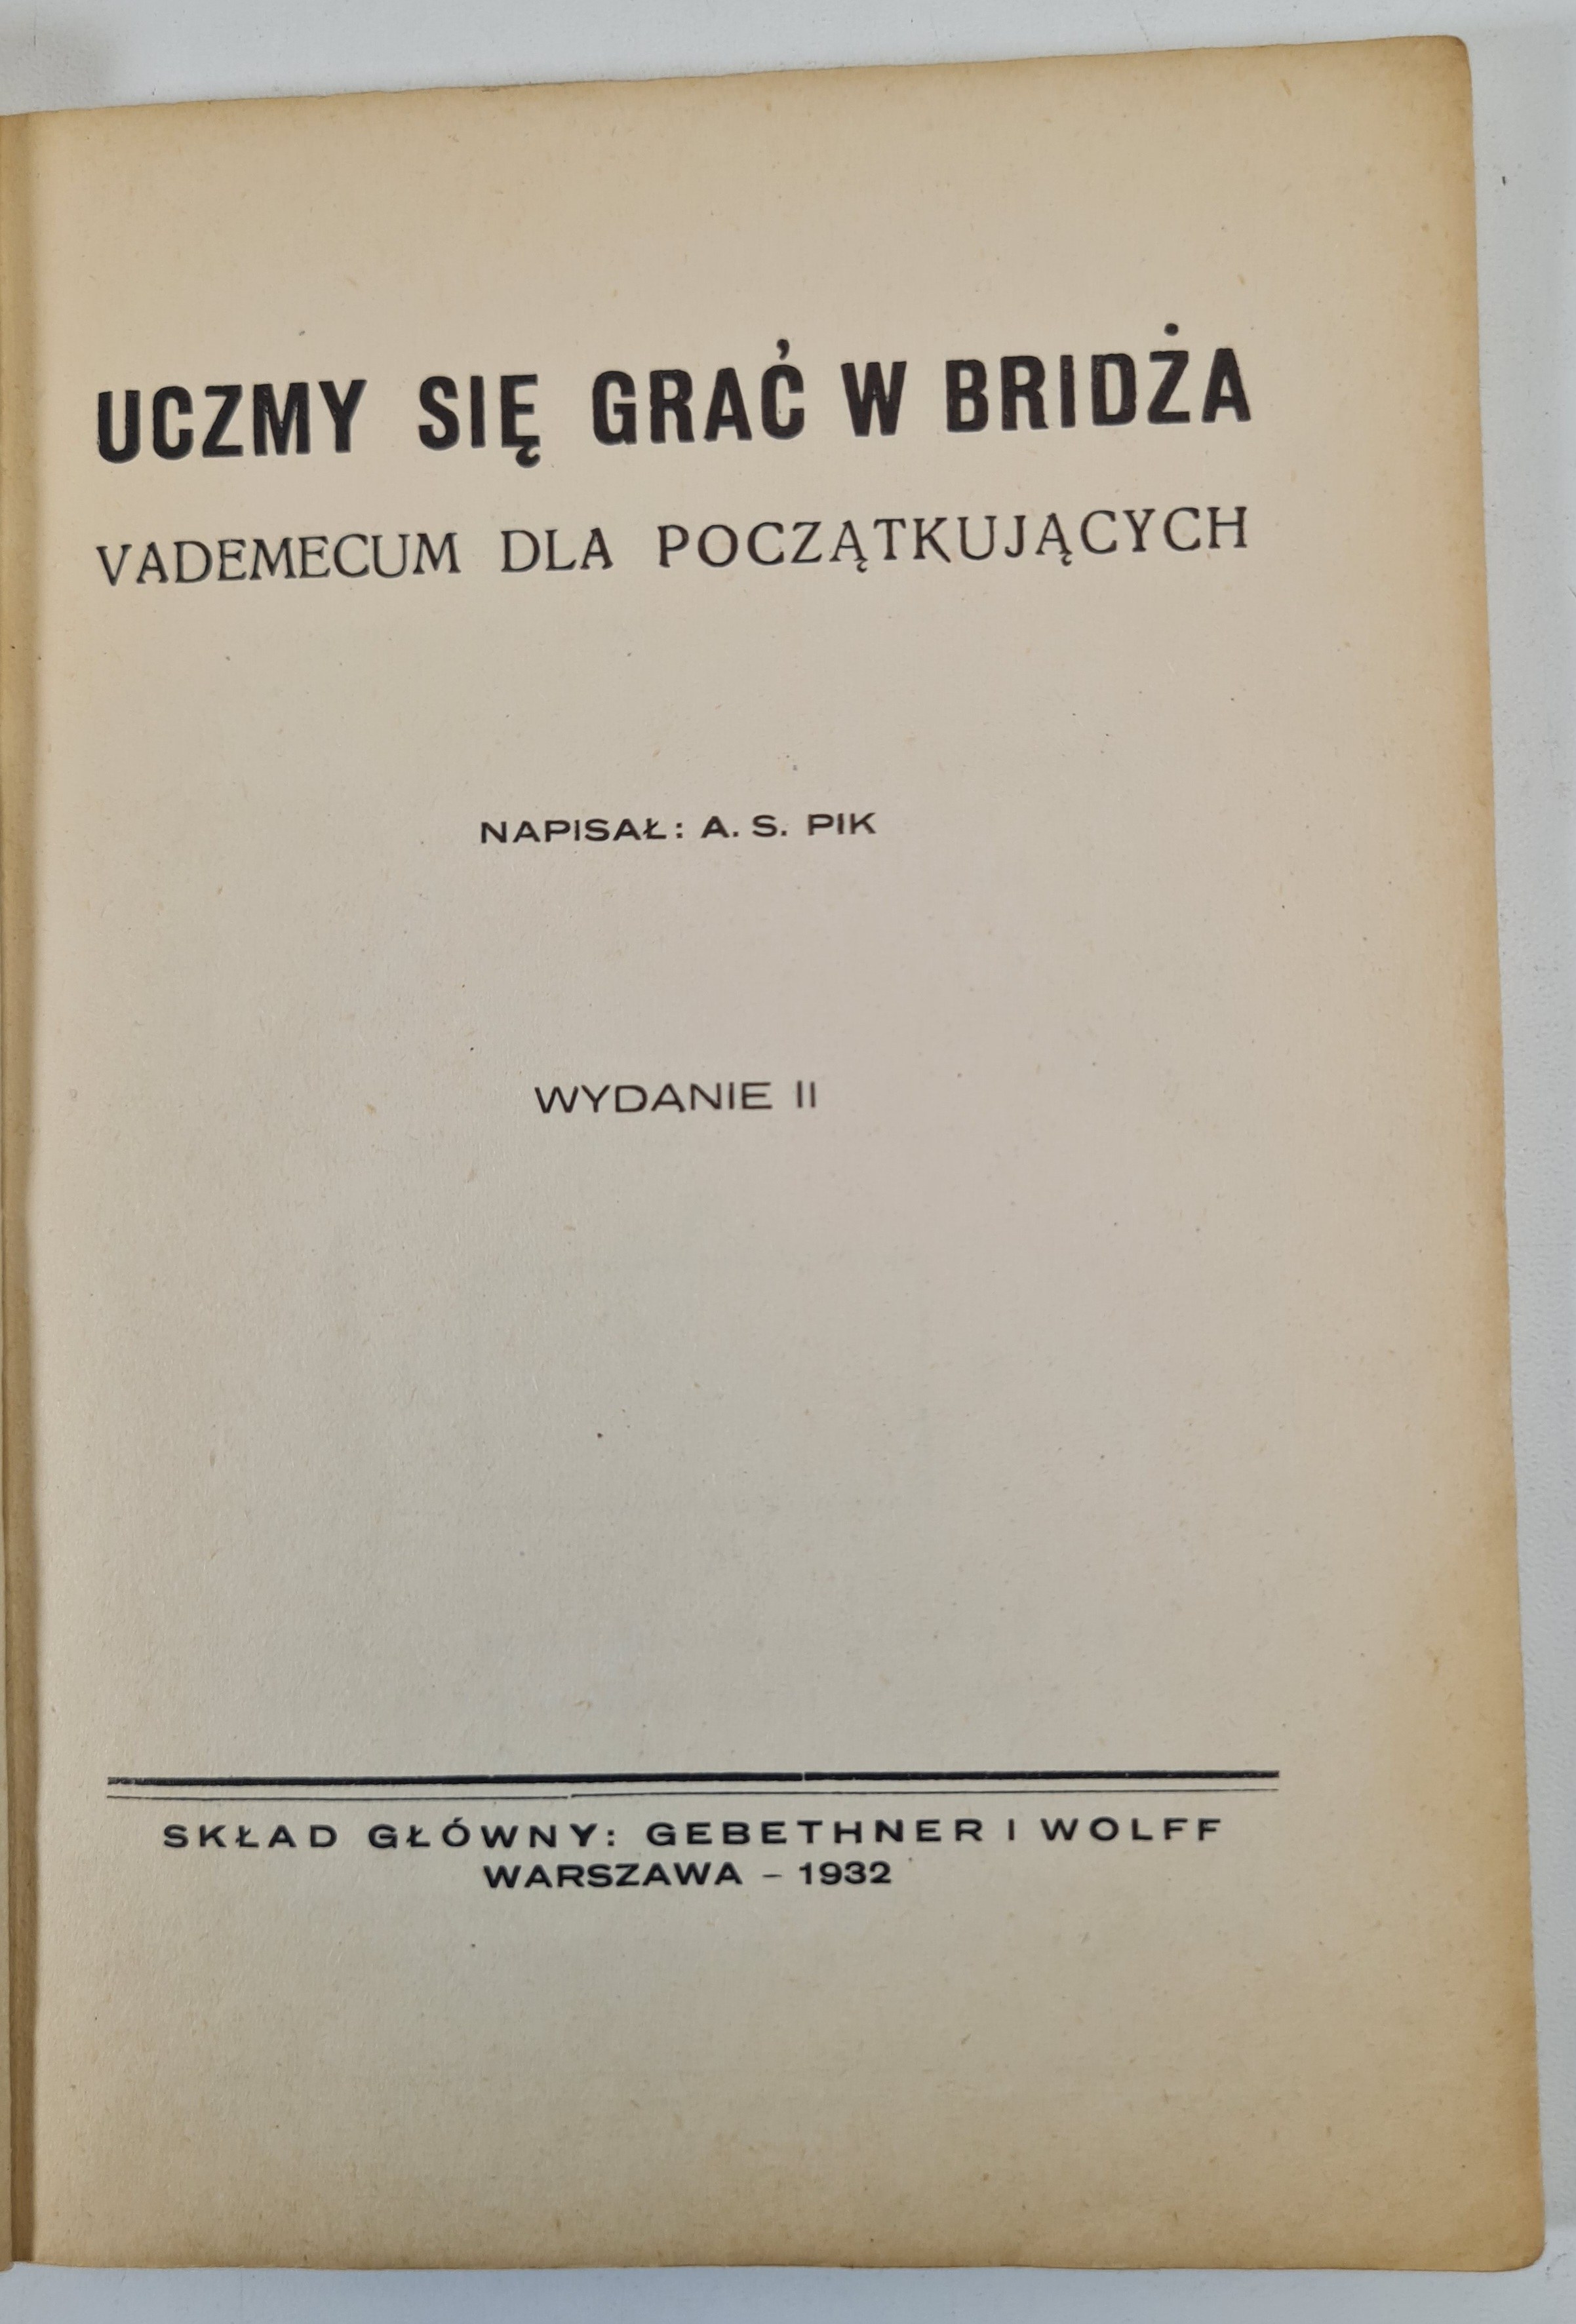 UCZMY SIĘ GRAĆ W BRIDŻA
VADEMECUM DLA POCZĄTKUJĄCYCH
NAPISAŁ: A. S. PIK
WYDANIE II
SKŁAD GŁÓWNY: GEBETHNER I WOLFF
WARSZAWA – 1932